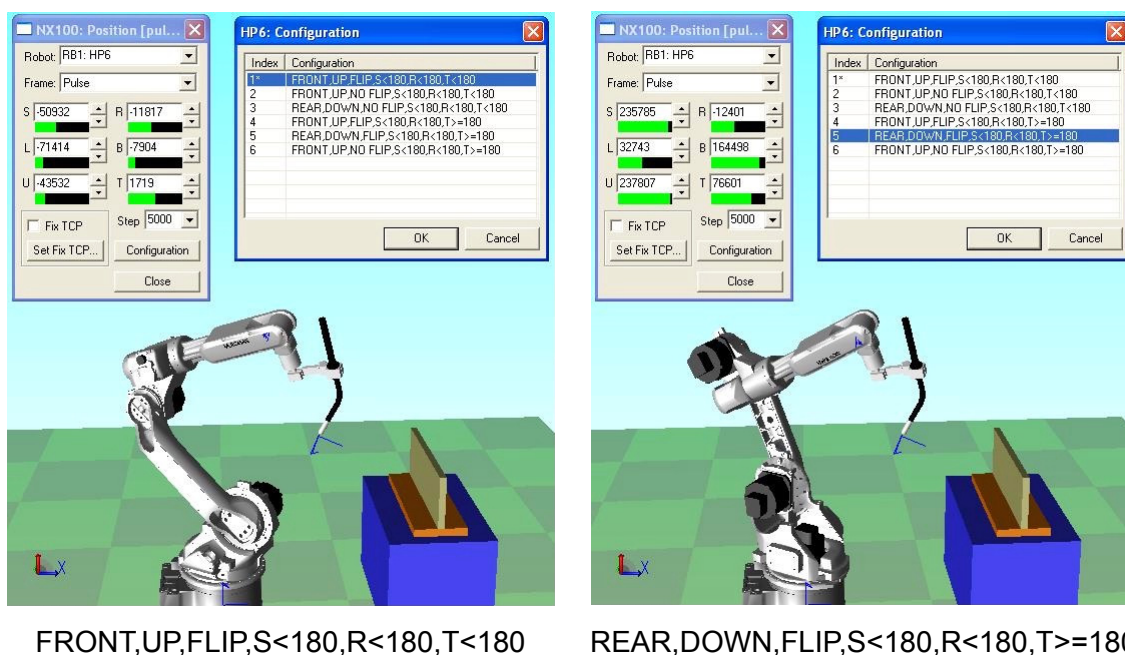 NX100: Position [pul...
Robot: RB1: HP6
Frame: Pulse
S -50932 R -11817
L -71414 B -7904
U -43532 T 1719
Fix TCP Step 5000
Set Fix TCP... Configuration
Close
HP6: Configuration
Index Configuration
1* FRONT,UP,FLIP,S<180,R<180,T<180
2 FRONT,UP,NO FLIP,S<180,R<180,T<180
3 REAR,DOWN,NO FLIP,S<180,R<180,T<180
4 FRONT,UP,FLIP,S<180,R<180,T>=180
5 REAR,DOWN,FLIP,S<180,R<180,T>=180
6 FRONT,UP,NO FLIP,S<180,R<180,T>=180
OK Cancel
X
FRONT,UP,FLIP,S<180,R<180,T<180
NX100: Position [pul...
Robot: RB1: HP6
Frame: Pulse
S 235785 R -12401
L 32743 B 164498
U 237807 T 76601
Fix TCP Step 5000
Set Fix TCP... Configuration
Close
HP6: Configuration
Index Configuration
1* FRONT,UP,FLIP,S<180,R<180,T<180
2 FRONT,UP,NO FLIP,S<180,R<180,T<180
3 REAR,DOWN,NO FLIP,S<180,R<180,T<180
4 FRONT,UP,FLIP,S<180,R<180,T>=180
5 REAR,DOWN,FLIP,S<180,R<180,T>=180
6 FRONT,UP,NO FLIP,S<180,R<180,T>=180
OK Cancel
X
REAR,DOWN,FLIP,S<180,R<180,T>=180